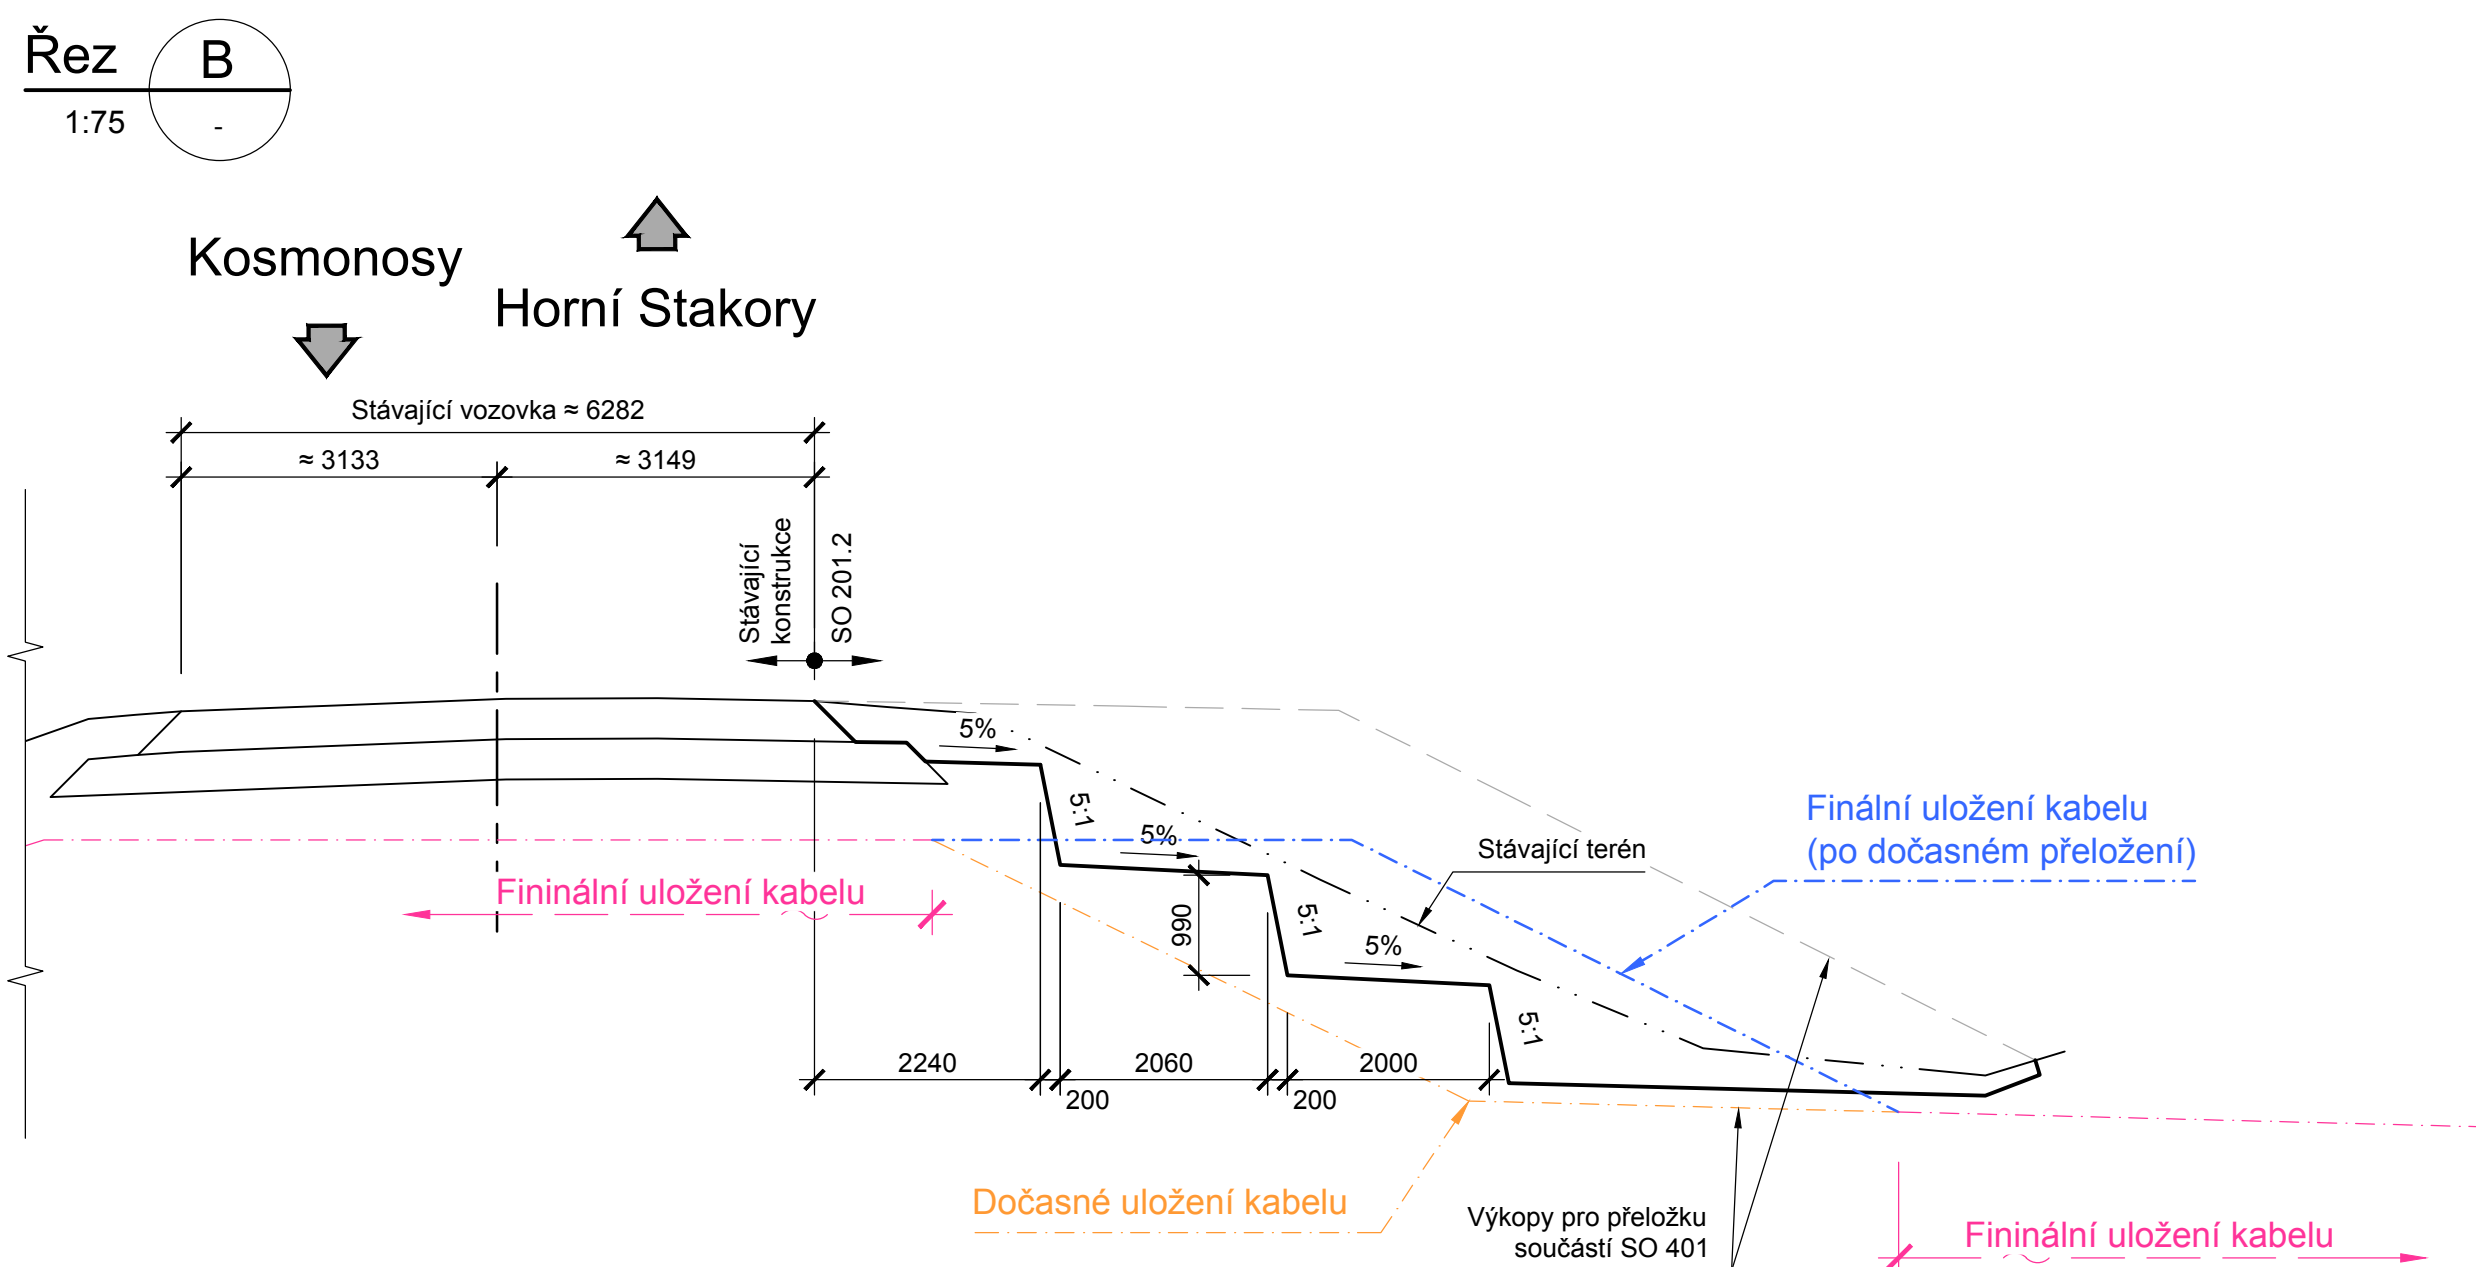 Řez
B
1:75
-
Kosmonosy
Horní Stakory
Stávající vozovka ≈ 6282
≈ 3133
≈ 3149
Stávající
konstrukce
SO 201.2
5%
5:1
5%
Stávající terén
Finální uložení kabelu
(po dočasném přeložení)
Fininální uložení kabelu
990
5:1
5%
5:1
2240
2060
2000
200
200
Dočasné uložení kabelu
Výkopy pro přeložku
součástí SO 401
Fininální uložení kabelu